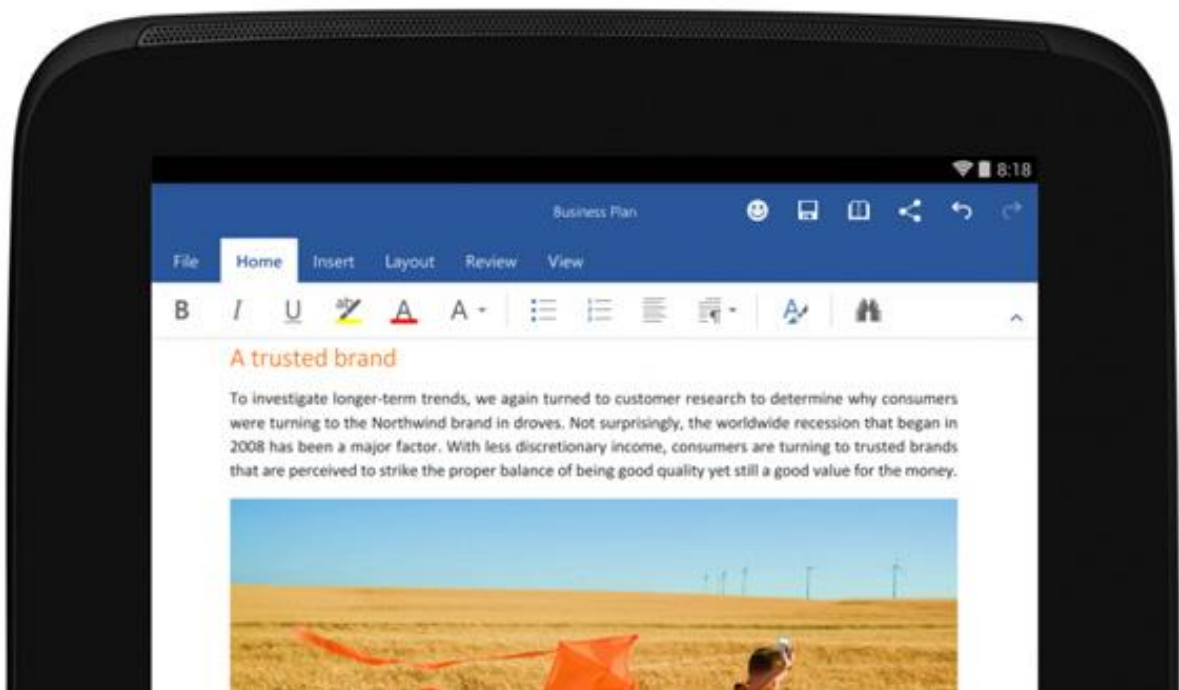 8:18
Business Plan
File Home Insert Layout Review View
B I U aby A A
A trusted brand
To investigate longer-term trends, we again turned to customer research to determine why consumers
were turning to the Northwind brand in droves. Not surprisingly, the worldwide recession that began in
2008 has been a major factor. With less discretionary income, consumers are turning to trusted brands
that are perceived to strike the proper balance of being good quality yet still a good value for the money.